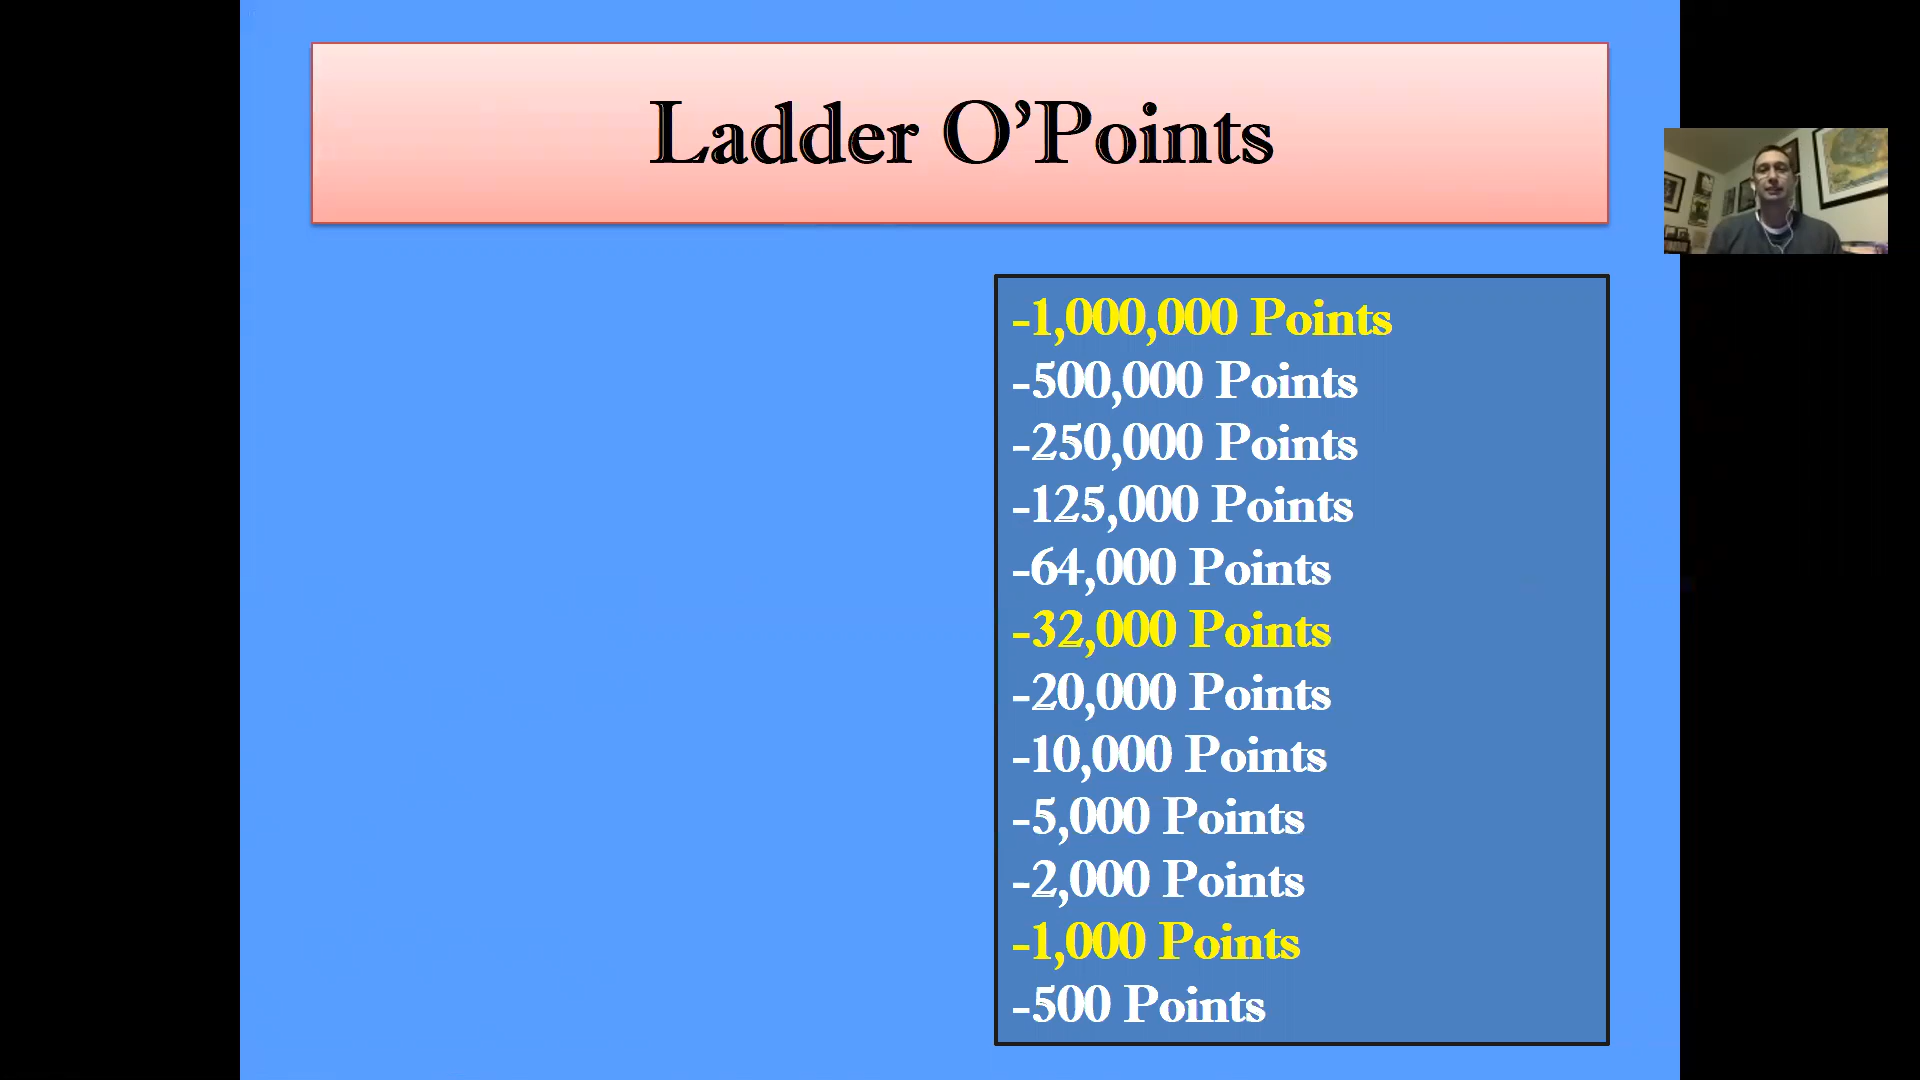 Ladder O’Points
-1,000,000 Points
-500,000 Points
-250,000 Points
-125,000 Points
-64,000 Points
-32,000 Points
-20,000 Points
-10,000 Points
-5,000 Points
-2,000 Points
-1,000 Points
-500 Points